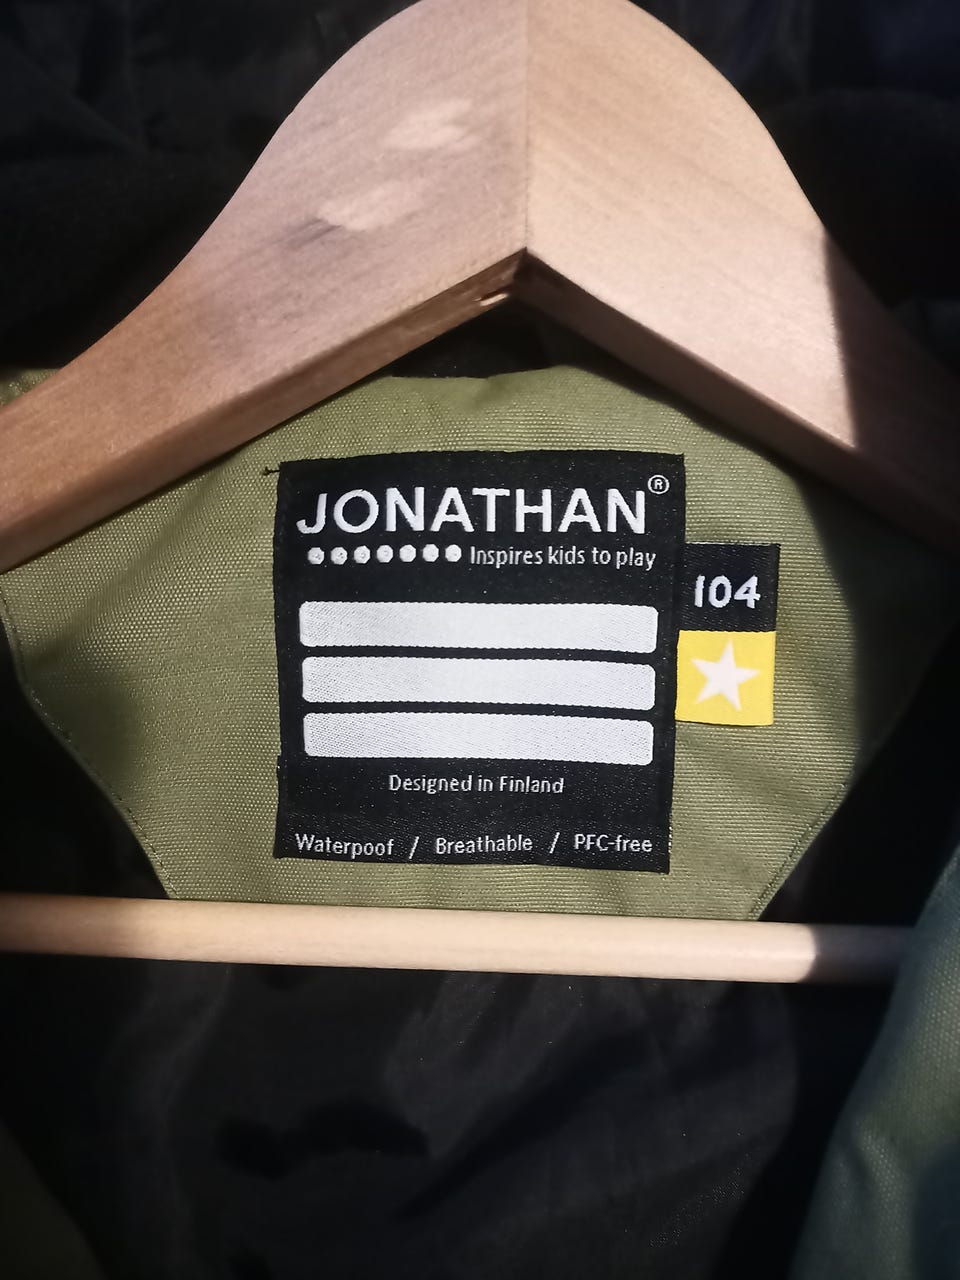 JONATHAN®
Inspires kids to play
104
Designed in Finland
Waterpoof / Breathable / PFC-free